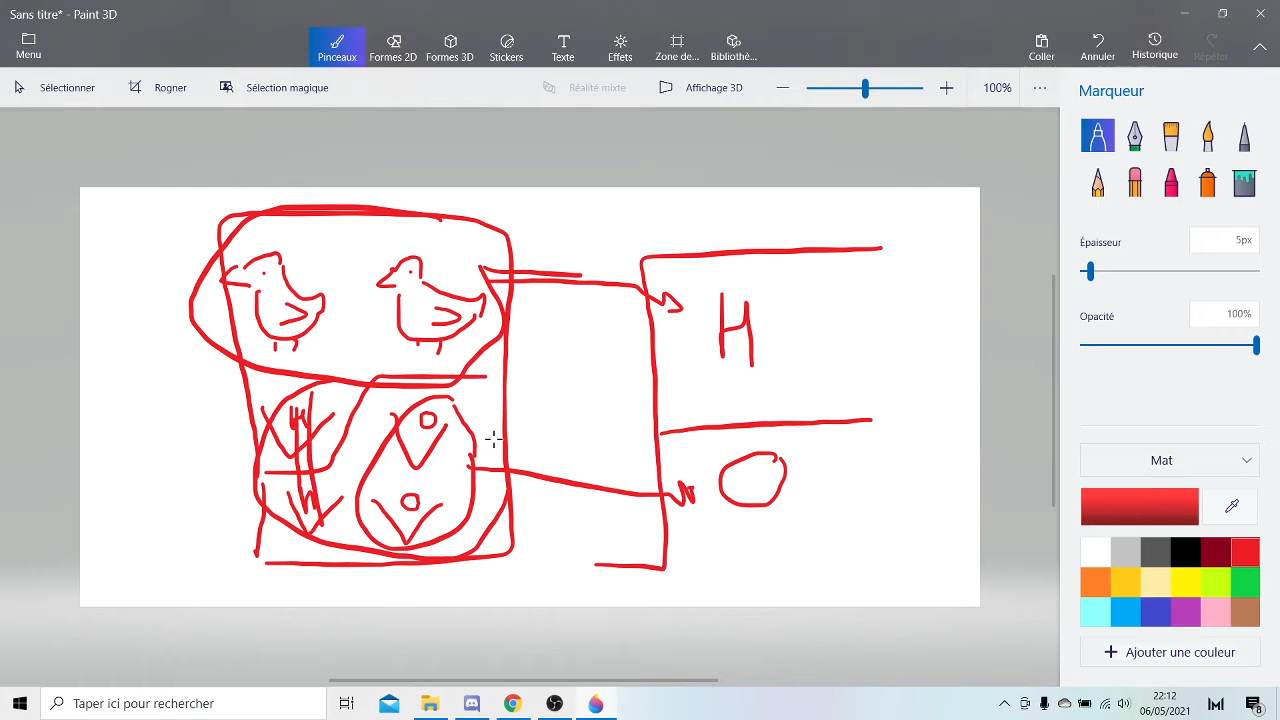 Sans titre* - Paint 3D
Menu
Pinceaux
Formes 2D
Formes 3D
Stickers
Texte
Effets
Zone de...
Bibliothè...
Coller
Annuler
Historique
Répéter
Sélectionner
Rogner
Sélection magique
Réalité mixte
Affichage 3D
100%
Marqueur
Épaisseur
5px
Opacité
100%
H
O
Mat
Ajouter une couleur
Taper ici pour rechercher
22:12
06/05/2021
8